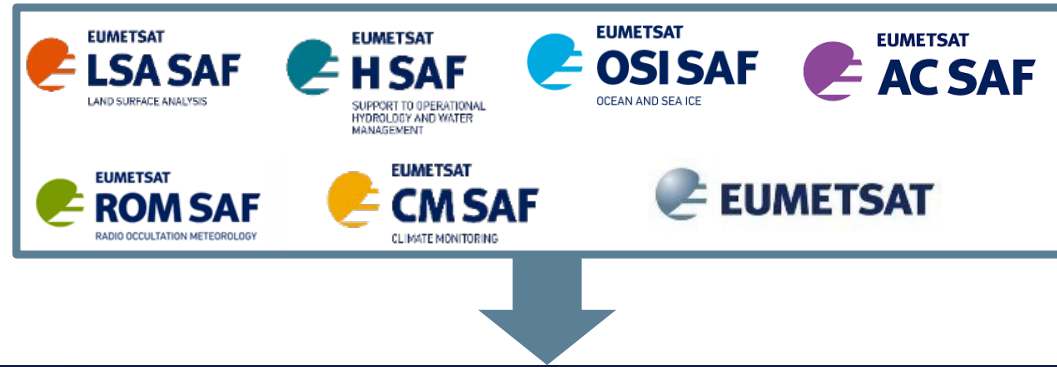 EUMETSAT
LSA SAF
LAND SURFACE ANALYSIS
EUMETSAT
H SAF
SUPPORT TO OPERATIONAL
HYDROLOGY AND WATER
MANAGEMENT
EUMETSAT
OSI SAF
OCEAN AND SEA ICE
EUMETSAT
AC SAF
EUMETSAT
ROM SAF
RADIO OCCULTATION METEOROLOGY
EUMETSAT
CM SAF
CLIMATE MONITORING
EUMETSAT